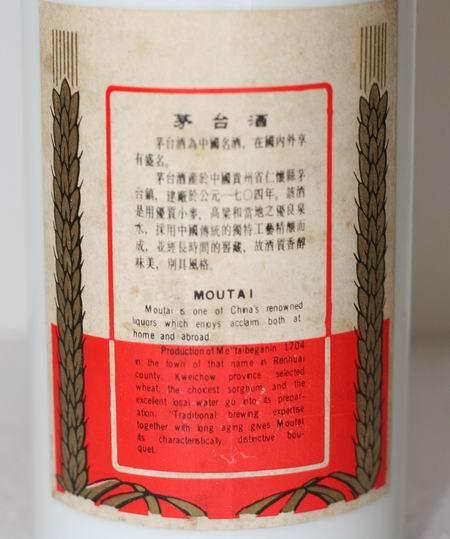 茅台酒
茅台酒為中國名酒，在國內外享
有盛名。
茅台酒產於中國貴州省仁懷縣茅
台鎮，建廠於公元一七〇四年。該酒
是用優質小麥、高粱和當地之優良泉
水，採用中國傳統的獨特工藝精釀而
成，並經長時間的窖藏，故酒質香醇
味美，別具風格。
MOUTAI
Moutai is one of China's renowned
liquors which enjoys acclaim both at
home and abroad.
Production of Mo'taibeganin 1704
in the town of that name in Renhuai
county, Kweichow province selected
wheat, the choicest sorghum, and the
excellent local water go into its prepar-
ation. "Traditional brewing expertise
together with long aging gives Moutai
its characteristically distinctive bou-
quet.